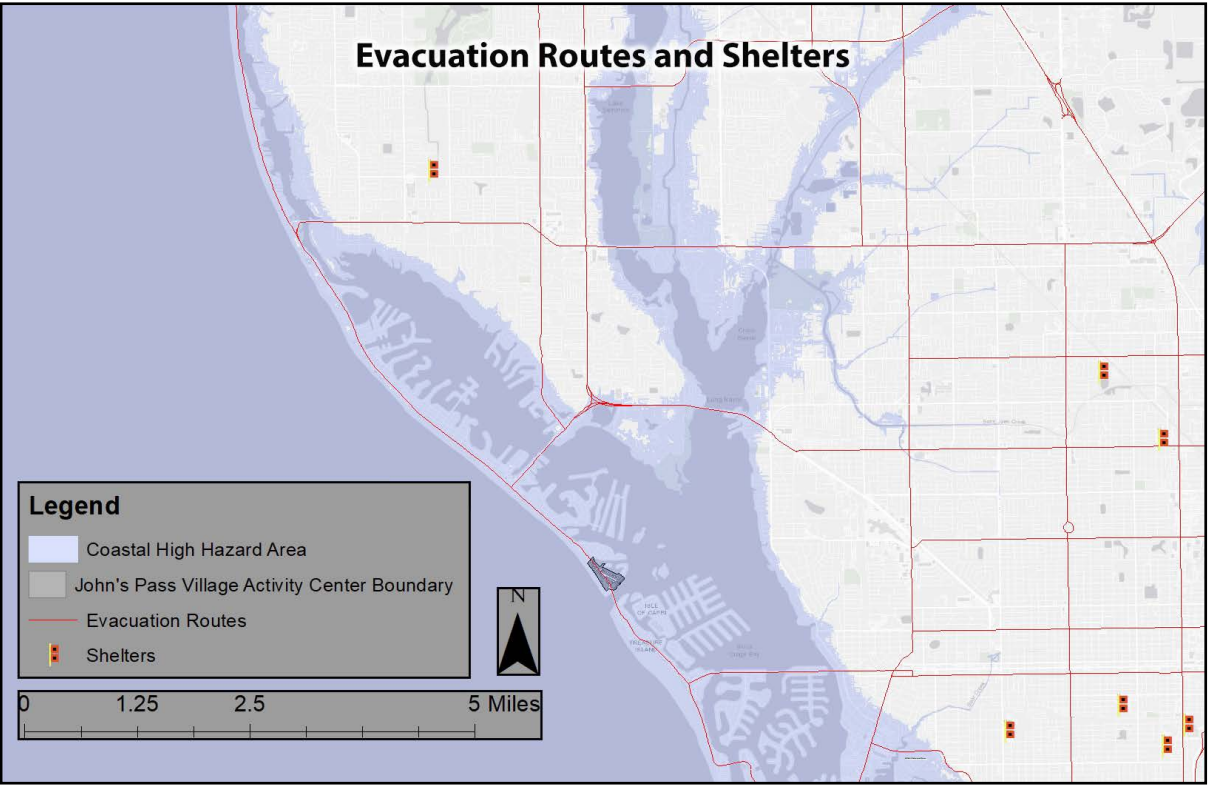 Evacuation Routes and Shelters
Legend
Coastal High Hazard Area
John's Pass Village Activity Center Boundary
Evacuation Routes
Shelters
N
0 1.25 2.5 5 Miles